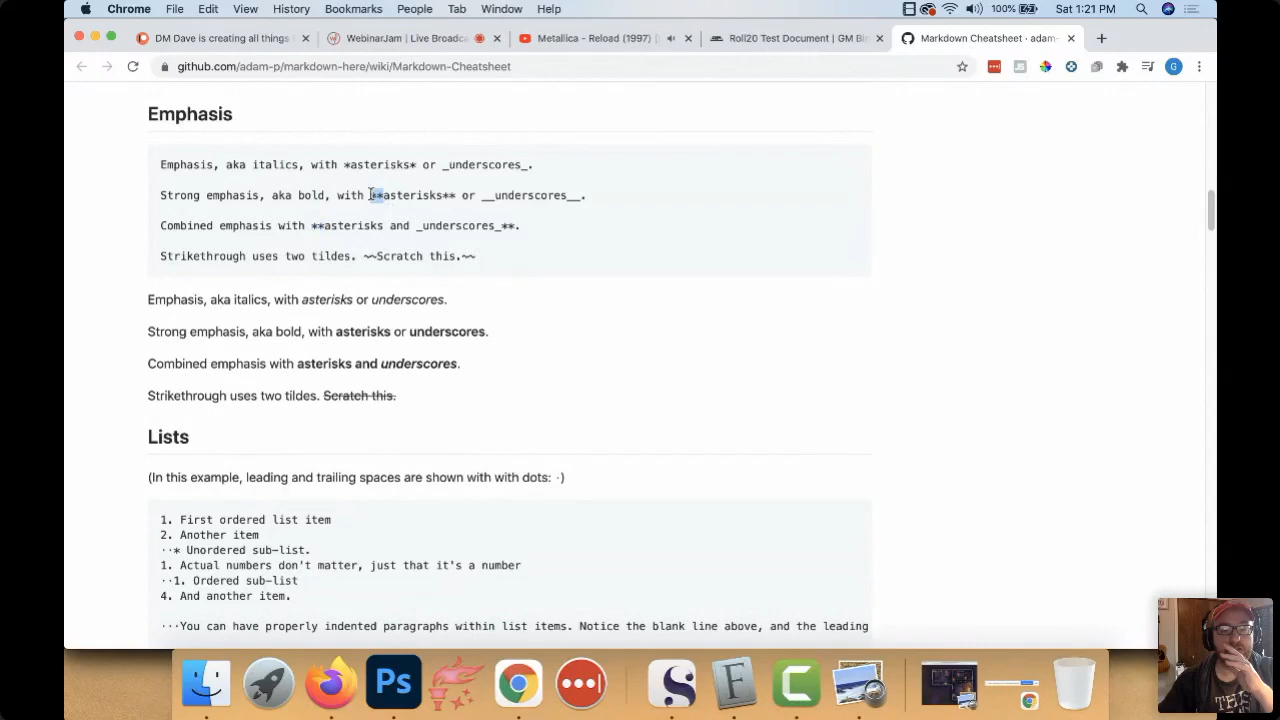 Chrome File Edit View History Bookmarks People Tab Window Help 100% Sat 1:21 PM
DM Dave is creating all things
WebinarJam | Live Broadca
Metallica - Reload (1997)
Roll20 Test Document | GM Bin
Markdown Cheatsheet · adam-
github.com/adam-p/markdown-here/wiki/Markdown-Cheatsheet
JS
G
Emphasis
Emphasis, aka italics, with *asterisks* or _underscores_.
Strong emphasis, aka bold, with **asterisks** or __underscores__.
Combined emphasis with **asterisks and _underscores_**.
Strikethrough uses two tildes. ~~Scratch this.~~
Emphasis, aka italics, with asterisks or underscores.
Strong emphasis, aka bold, with asterisks or underscores.
Combined emphasis with asterisks and underscores.
Strikethrough uses two tildes. Scratch this.
Lists
(In this example, leading and trailing spaces are shown with with dots: ·)
1. First ordered list item
2. Another item
··* Unordered sub-list.
1. Actual numbers don't matter, just that it's a number
··1. Ordered sub-list
4. And another item.
···You can have properly indented paragraphs within list items. Notice the blank line above, and the leading
Ps
S
F
C
THIS